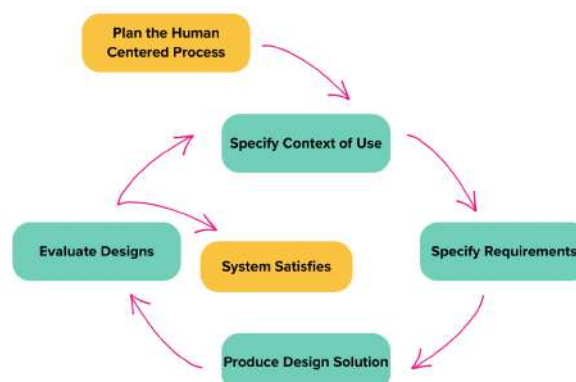 Plan the Human
Centered Process
Specify Context of Use
Evaluate Designs
System Satisfies
Specify Requirements
Produce Design Solution